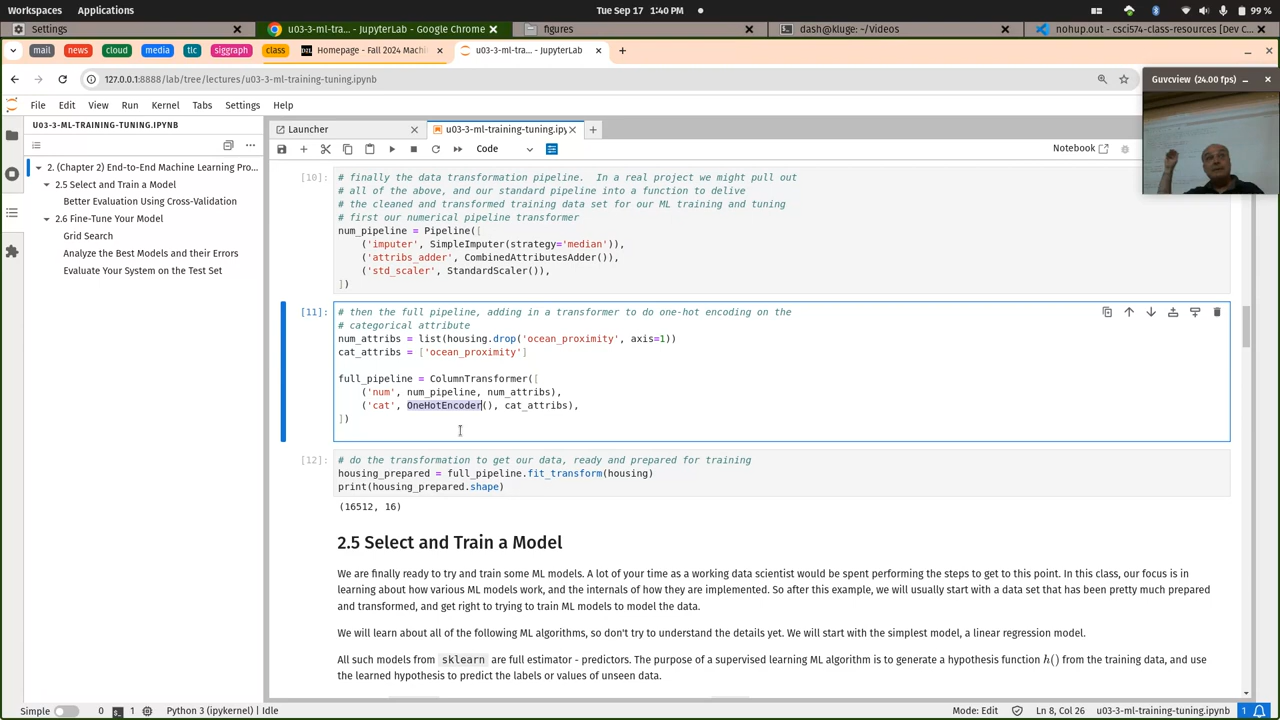 Workspaces Applications Tue Sep 17 1:40 PM 99 %
Settings u03-3-ml-tra... - JupyterLab - Google Chrome figures dash@kluge: ~/Videos nohup.out - csci574-class-resources [Dev C
mail news cloud media tlc siggraph class Homepage - Fall 2024 Machi u03-3-ml-tra... - JupyterLab
127.0.0.1:8888/lab/tree/lectures/u03-3-ml-training-tuning.ipynb
Guvcview (24.00 fps)
File Edit View Run Kernel Tabs Settings Help
U03-3-ML-TRAINING-TUNING.IPYNB
Launcher u03-3-ml-training-tuning.ipy
Code Notebook
2. (Chapter 2) End-to-End Machine Learning Pro...
2.5 Select and Train a Model
Better Evaluation Using Cross-Validation
2.6 Fine-Tune Your Model
Grid Search
Analyze the Best Models and their Errors
Evaluate Your System on the Test Set
[10]: # finally the data transformation pipeline. In a real project we might pull out
# all of the above, and our standard pipeline into a function to delive
# the cleaned and transformed training data set for our ML training and tuning
# first our numerical pipeline transformer
num_pipeline = Pipeline([
('imputer', SimpleImputer(strategy='median')),
('attribs_adder', CombinedAttributesAdder()),
('std_scaler', StandardScaler()),
])
[11]: # then the full pipeline, adding in a transformer to do one-hot encoding on the
# categorical attribute
num_attribs = list(housing.drop('ocean_proximity', axis=1))
cat_attribs = ['ocean_proximity']
full_pipeline = ColumnTransformer([
('num', num_pipeline, num_attribs),
('cat', OneHotEncoder(), cat_attribs),
])
[12]: # do the transformation to get our data, ready and prepared for training
housing_prepared = full_pipeline.fit_transform(housing)
print(housing_prepared.shape)
(16512, 16)
2.5 Select and Train a Model
We are finally ready to try and train some ML models. A lot of your time as a working data scientist would be spent performing the steps to get to this point. In this class, our focus is in
learning about how various ML models work, and the internals of how they are implemented. So after this example, we will usually start with a data set that has been pretty much prepared
and transformed, and get right to trying to train ML models to model the data.
We will learn about all of the following ML algorithms, so don't try to understand the details yet. We will start with the simplest model, a linear regression model.
All such models from sklearn are full estimator - predictors. The purpose of a supervised learning ML algorithm is to generate a hypothesis function h() from the training data, and use
the learned hypothesis to predict the labels or values of unseen data.
Simple 0 1 Python 3 (ipykernel) | Idle Mode: Edit Ln 8, Col 26 u03-3-ml-training-tuning.ipynb 1